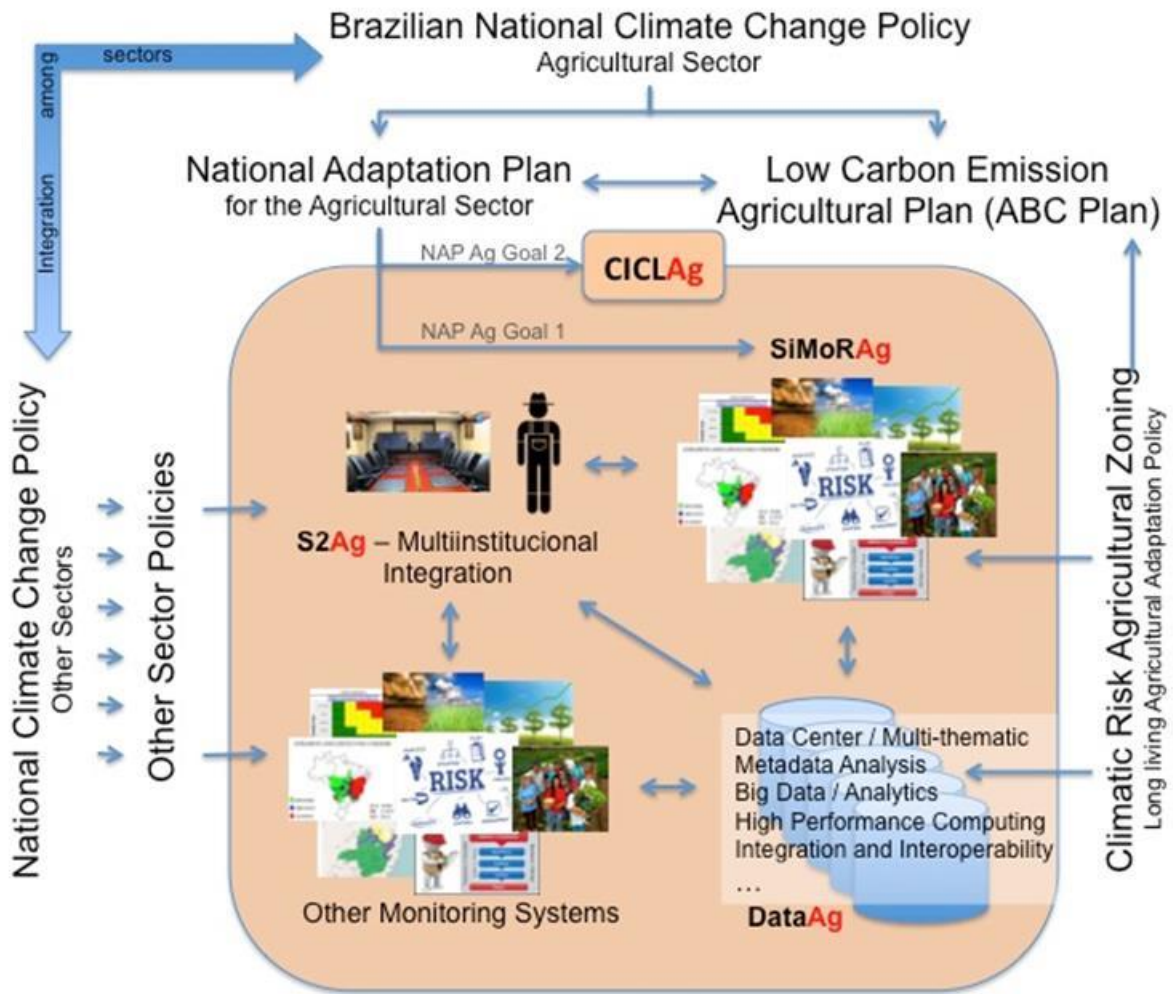 Brazilian National Climate Change Policy
Agricultural Sector
Integration among sectors
National Adaptation Plan
for the Agricultural Sector
Low Carbon Emission
Agricultural Plan (ABC Plan)
NAP Ag Goal 2
CICLAg
NAP Ag Goal 1
SiMoRAg
RISK
S2Ag – Multiinstitucional
Integration
National Climate Change Policy
Other Sectors
Other Sector Policies
RISK
Other Monitoring Systems
Data Center / Multi-thematic
Metadata Analysis
Big Data / Analytics
High Performance Computing
Integration and Interoperability
...
DataAg
Climatic Risk Agricultural Zoning
Long living Agricultural Adaptation Policy